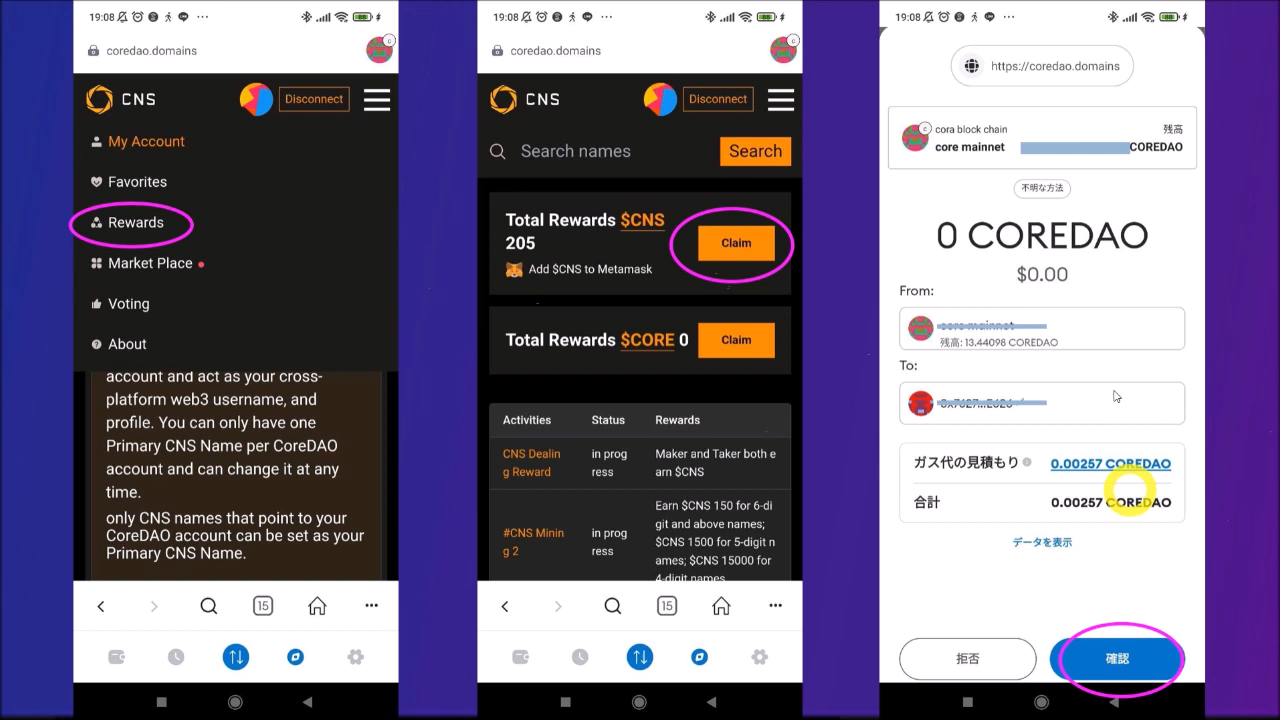 19:08
coredao.domains
CNS
Disconnect
My Account
Favorites
Rewards
Market Place
Voting
About
account and act as your cross-
platform web3 username, and
profile. You can only have one
Primary CNS Name per CoreDAO
account and can change it at any
time.
only CNS names that point to your
CoreDAO account can be set as your
Primary CNS Name.
15
19:08
coredao.domains
CNS
Disconnect
Search names
Search
Total Rewards $CNS
205
Claim
Add $CNS to Metamask
Total Rewards $CORE 0
Claim
Activities Status Rewards
CNS Dealin
g Reward
in prog
ress
Maker and Taker both e
arn $CNS
#CNS Minin
g 2
in prog
ress
Earn $CNS 150 for 6-di
git and above names;
$CNS 1500 for 5-digit n
ames; $CNS 15000 for
4-digit names
15
19:08
https://coredao.domains
cora block chain
残高
core mainnet
COREDAO
不明な方法
0 COREDAO
$0.00
From:
core mainnet
残高: 13.44098 COREDAO
To:
ガス代の見積もり
0.00257 COREDAO
合計
0.00257 COREDAO
データを表示
拒否
確認